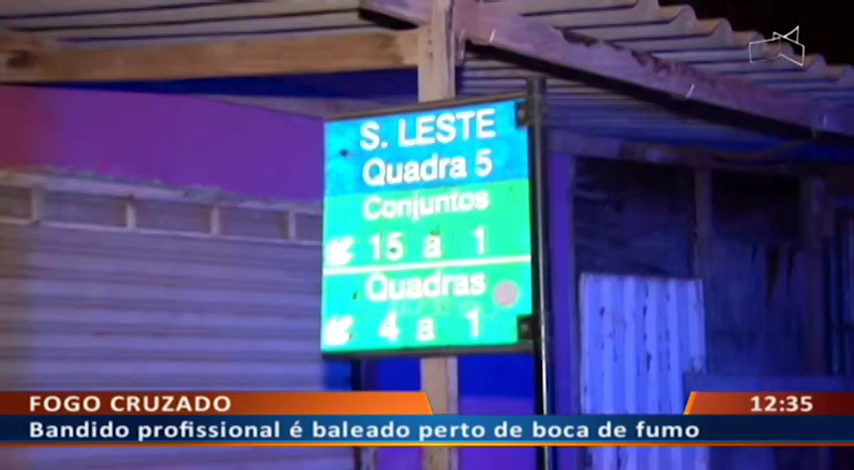 S. LESTE
Quadra 5
Conjuntos
15 a 1
Quadras
4 a 1
FOGO CRUZADO
12:35
Bandido profissional é baleado perto de boca de fumo